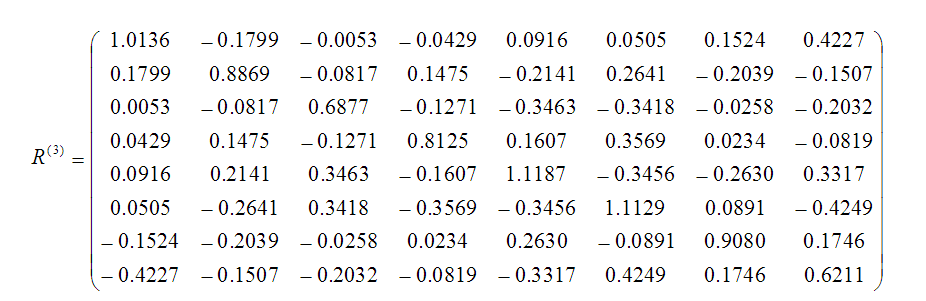 1.0136 − 0.1799 − 0.0053 − 0.0429 0.0916 0.0505 0.1524 0.4227
0.1799 0.8869 − 0.0817 0.1475 − 0.2141 0.2641 − 0.2039 − 0.1507
0.0053 − 0.0817 0.6877 − 0.1271 − 0.3463 − 0.3418 − 0.0258 − 0.2032
0.0429 0.1475 − 0.1271 0.8125 0.1607 0.3569 0.0234 − 0.0819
R^(3) =
0.0916 0.2141 0.3463 − 0.1607 1.1187 − 0.3456 − 0.2630 0.3317
0.0505 − 0.2641 0.3418 − 0.3569 − 0.3456 1.1129 0.0891 − 0.4249
− 0.1524 − 0.2039 − 0.0258 0.0234 0.2630 − 0.0891 0.9080 0.1746
− 0.4227 − 0.1507 − 0.2032 − 0.0819 − 0.3317 0.4249 0.1746 0.6211